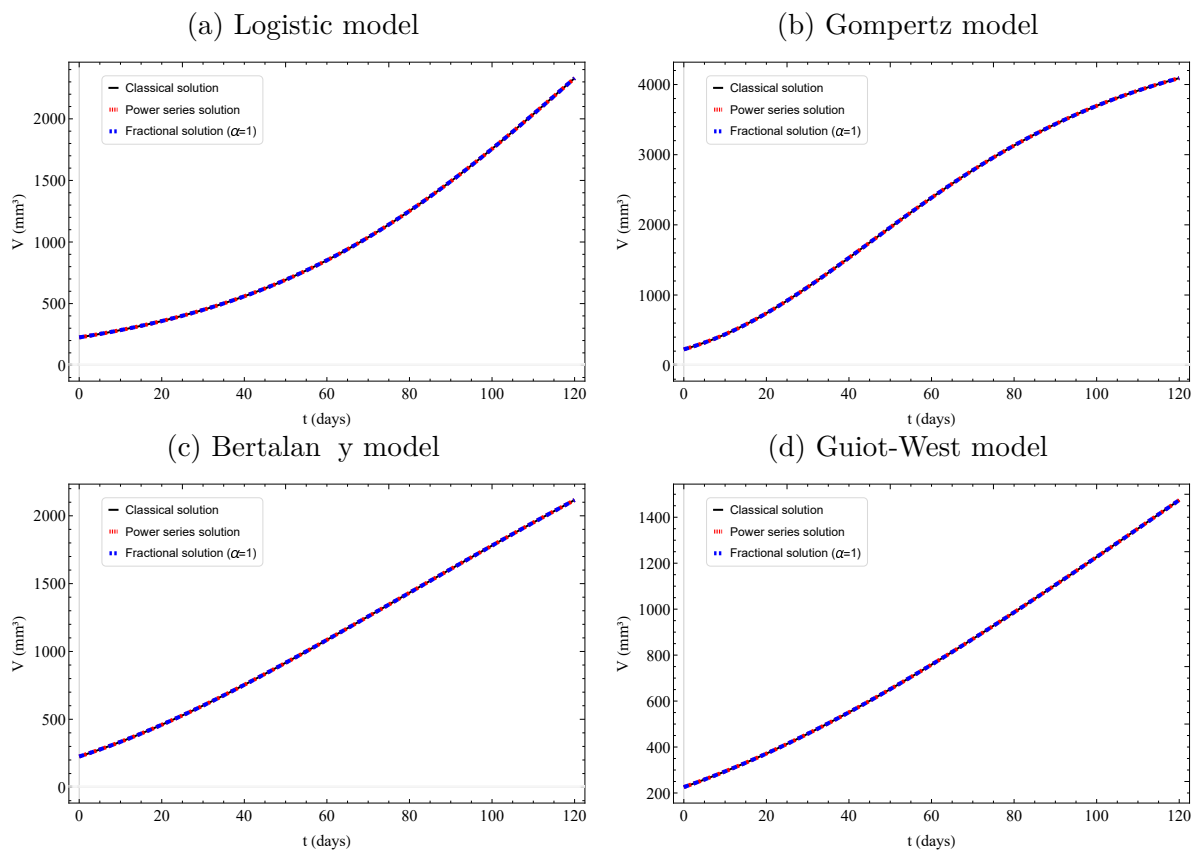 (a) Logistic model
Classical solution
Power series solution
Fractional solution (α=1)
2000
1500
1000
500
0
V (mm³)
0 20 40 60 80 100 120
t (days)
(b) Gompertz model
Classical solution
Power series solution
Fractional solution (α=1)
4000
3000
2000
1000
0
V (mm³)
0 20 40 60 80 100 120
t (days)
(c) Bertalan y model
Classical solution
Power series solution
Fractional solution (α=1)
2000
1500
1000
500
0
V (mm³)
0 20 40 60 80 100 120
t (days)
(d) Guiot-West model
Classical solution
Power series solution
Fractional solution (α=1)
1400
1200
1000
800
600
400
200
V (mm³)
0 20 40 60 80 100 120
t (days)